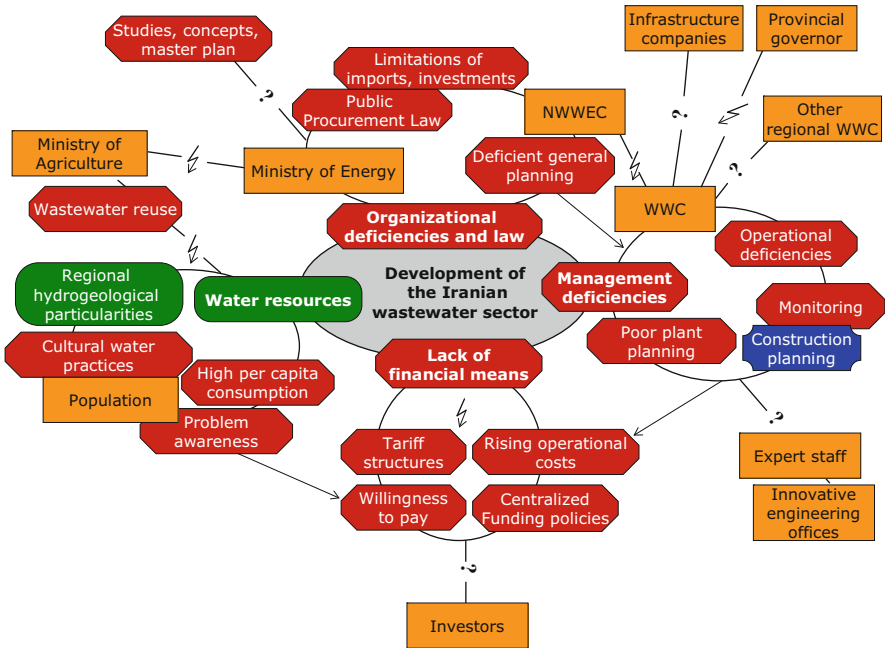 Studies, concepts,
master plan
Limitations of
imports, investments
Infrastructure
companies
Provincial
governor
?
Public
Procurement Law
NWWEC
?
Other
regional WWC
Ministry of
Agriculture
Ministry of Energy
Deficient general
planning
?
Wastewater reuse
WWC
Organizational
deficiencies and law
Operational
deficiencies
Regional
hydrogeological
particularities
Water resources
Development of
the Iranian
wastewater sector
Management
deficiencies
Monitoring
Cultural water
practices
Poor plant
planning
Construction
planning
Lack of
financial means
High per capita
consumption
Population
Problem
awareness
?
Tariff
structures
Rising operational
costs
Expert staff
Willingness
to pay
Centralized
Funding policies
Innovative
engineering
offices
?
Investors